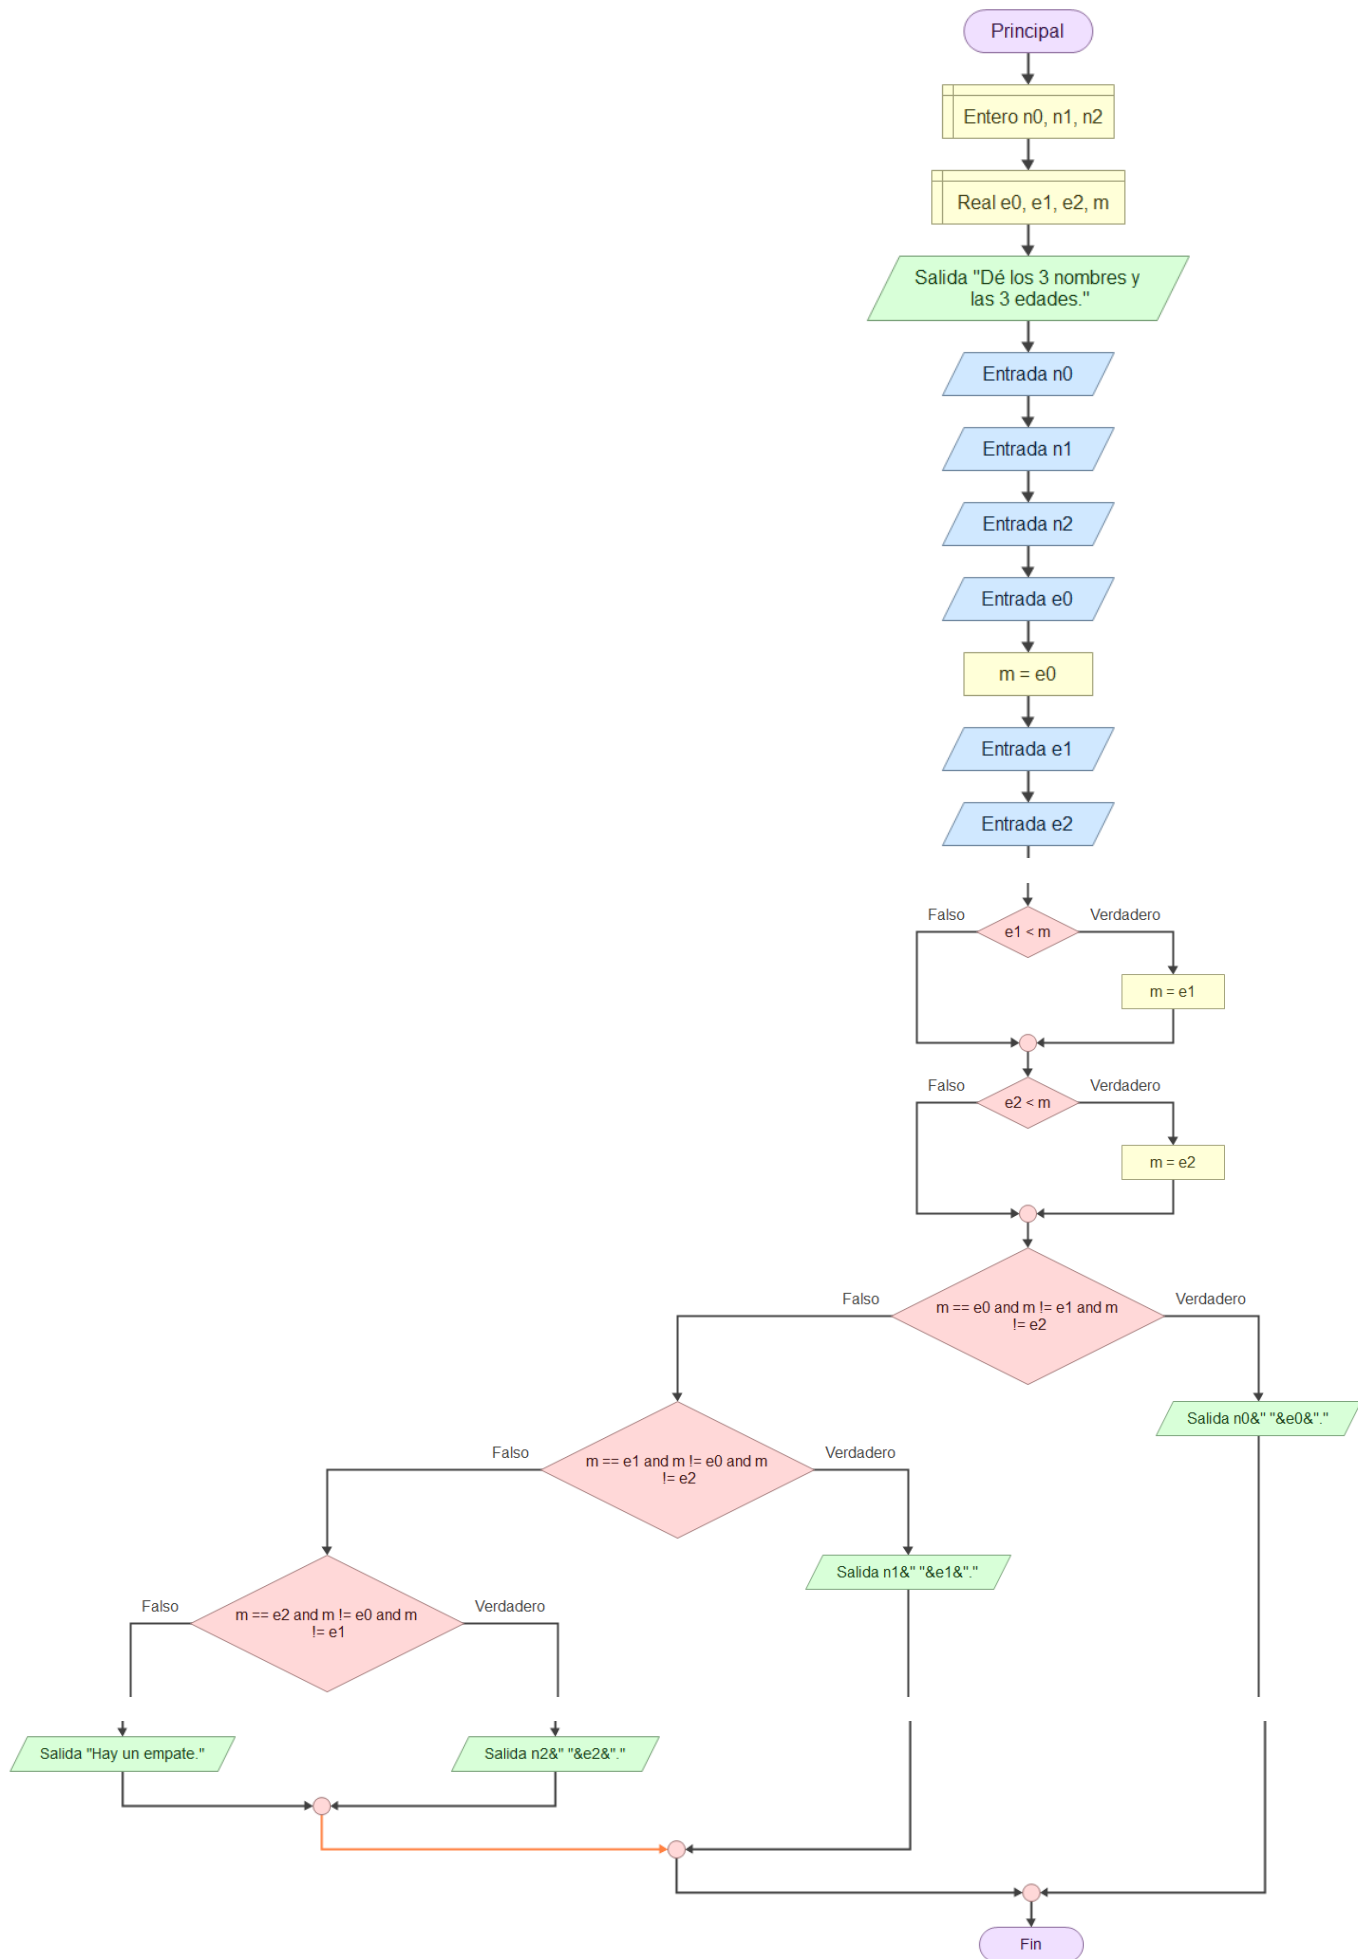 Principal
Entero n0, n1, n2
Real e0, e1, e2, m
Salida "Dé los 3 nombres y
las 3 edades."
Entrada n0
Entrada n1
Entrada n2
Entrada e0
m = e0
Entrada e1
Entrada e2
Falso
Verdadero
e1 < m
m = e1
Falso
Verdadero
e2 < m
m = e2
Falso
Verdadero
m == e0 and m != e1 and m
!= e2
Salida n0&" "&e0&"."
Falso
Verdadero
m == e1 and m != e0 and m
!= e2
Salida n1&" "&e1&"."
Falso
Verdadero
m == e2 and m != e0 and m
!= e1
Salida "Hay un empate."
Salida n2&" "&e2&"."
Fin